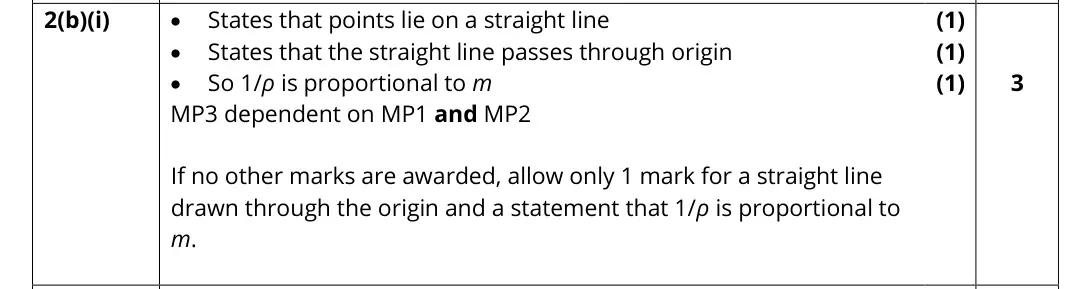 2(b)(i)
• States that points lie on a straight line (1)
• States that the straight line passes through origin (1)
• So 1/ρ is proportional to m (1) 3
MP3 dependent on MP1 and MP2
If no other marks are awarded, allow only 1 mark for a straight line
drawn through the origin and a statement that 1/ρ is proportional to
m.